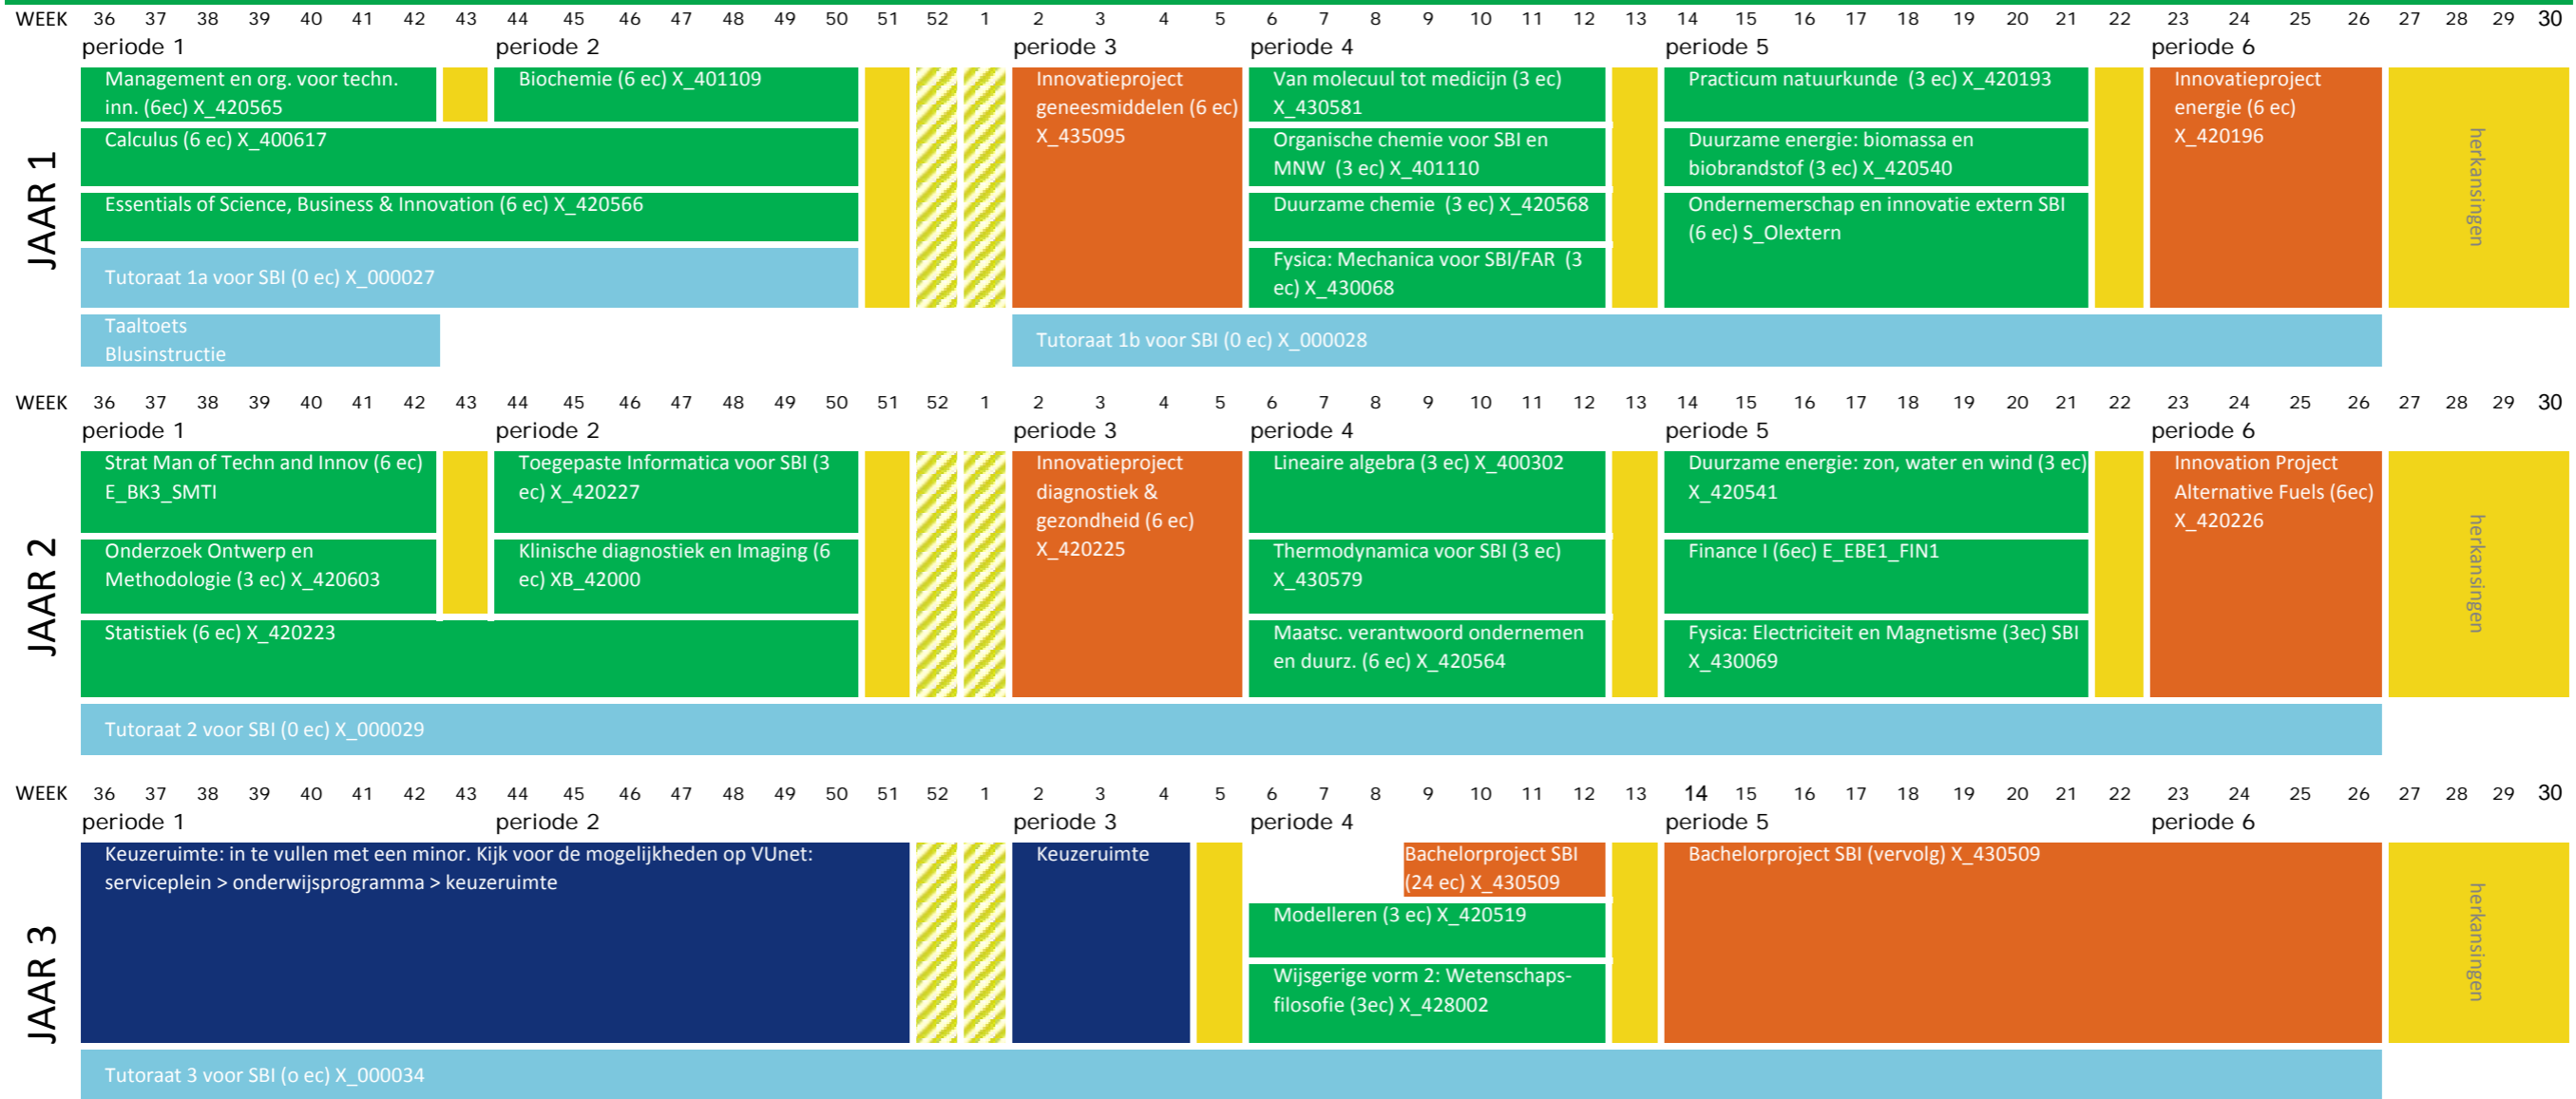 WEEK 36 37 38 39 40 41 42 43 44 45 46 47 48 49 50 51 52 1 2 3 4 5 6 7 8 9 10 11 12 13 14 15 16 17 18 19 20 21 22 23 24 25 26 27 28 29 30
periode 1 periode 2 periode 3 periode 4 periode 5 periode 6
JAAR 1
Management en org. voor techn.
inn. (6ec) X_420565
Biochemie (6 ec) X_401109
Calculus (6 ec) X_400617
Essentials of Science, Business & Innovation (6 ec) X_420566
Tutoraat 1a voor SBI (0 ec) X_000027
Taaltoets
Blusinstructie
Innovatieproject
geneesmiddelen (6 ec)
X_435095
Van molecuul tot medicijn (3 ec)
X_430581
Organische chemie voor SBI en
MNW (3 ec) X_401110
Duurzame chemie (3 ec) X_420568
Fysica: Mechanica voor SBI/FAR (3
ec) X_430068
Practicum natuurkunde (3 ec) X_420193
Duurzame energie: biomassa en
biobrandstof (3 ec) X_420540
Ondernemerschap en innovatie extern SBI
(6 ec) S_OIextern
Innovatieproject
energie (6 ec)
X_420196
herkansingen
Tutoraat 1b voor SBI (0 ec) X_000028
WEEK 36 37 38 39 40 41 42 43 44 45 46 47 48 49 50 51 52 1 2 3 4 5 6 7 8 9 10 11 12 13 14 15 16 17 18 19 20 21 22 23 24 25 26 27 28 29 30
periode 1 periode 2 periode 3 periode 4 periode 5 periode 6
JAAR 2
Strat Man of Techn and Innov (6 ec)
E_BK3_SMTI
Onderzoek Ontwerp en
Methodologie (3 ec) X_420603
Toegepaste Informatica voor SBI (3
ec) X_420227
Klinische diagnostiek en Imaging (6
ec) XB_42000
Statistiek (6 ec) X_420223
Innovatieproject
diagnostiek &
gezondheid (6 ec)
X_420225
Lineaire algebra (3 ec) X_400302
Thermodynamica voor SBI (3 ec)
X_430579
Maatsc. verantwoord ondernemen
en duurz. (6 ec) X_420564
Duurzame energie: zon, water en wind (3 ec)
X_420541
Finance I (6ec) E_EBE1_FIN1
Fysica: Electriciteit en Magnetisme (3ec) SBI
X_430069
Innovation Project
Alternative Fuels (6ec)
X_420226
herkansingen
Tutoraat 2 voor SBI (0 ec) X_000029
WEEK 36 37 38 39 40 41 42 43 44 45 46 47 48 49 50 51 52 1 2 3 4 5 6 7 8 9 10 11 12 13 14 15 16 17 18 19 20 21 22 23 24 25 26 27 28 29 30
periode 1 periode 2 periode 3 periode 4 periode 5 periode 6
JAAR 3
Keuzeruimte: in te vullen met een minor. Kijk voor de mogelijkheden op VUnet:
serviceplein > onderwijsprogramma > keuzeruimte
Keuzeruimte
Bachelorproject SBI
(24 ec) X_430509
Modelleren (3 ec) X_420519
Wijsgerige vorm 2: Wetenschaps-
filosofie (3ec) X_428002
Bachelorproject SBI (vervolg) X_430509
herkansingen
Tutoraat 3 voor SBI (o ec) X_000034